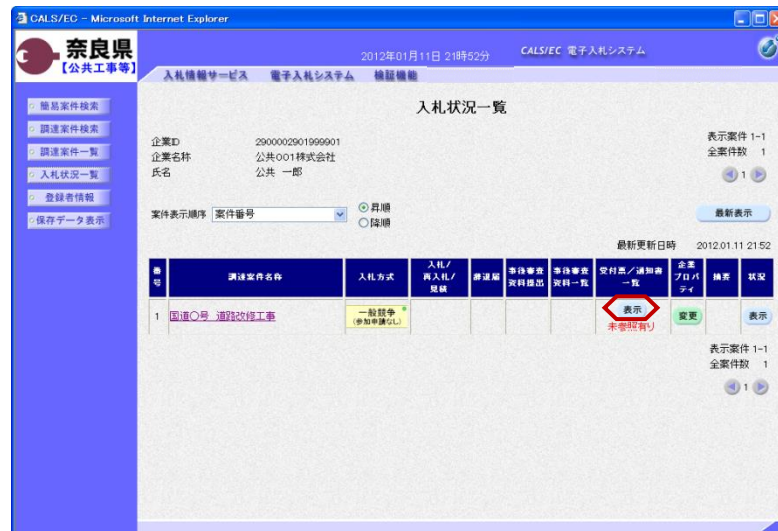 CALS/EC - Microsoft Internet Explorer
奈良県
【公共工事等】
2012年01月11日 21時52分
CALS/EC 電子入札システム
入札情報サービス 電子入札システム 検証機能
簡易案件検索
調達案件検索
調達案件一覧
入札状況一覧
登録者情報
保存データ表示
入札状況一覧
企業ID 2900002901999901
企業名称 公共001株式会社
氏名 公共 一郎
表示案件 1-1
全案件数 1
1
案件表示順序 案件番号
昇順
降順
最新表示
最新更新日時 2012.01.11 21:52
番号 調達案件名称 入札方式 入札/再入札/見積 辞退届 事後審査資料提出 事後審査資料一覧 受付票/通知書一覧 企業プロパティ 摘要 状況
1 国道〇号 道路改修工事 一般競争(参加申請なし) 表示 未参照有り 変更 表示
表示案件 1-1
全案件数 1
1